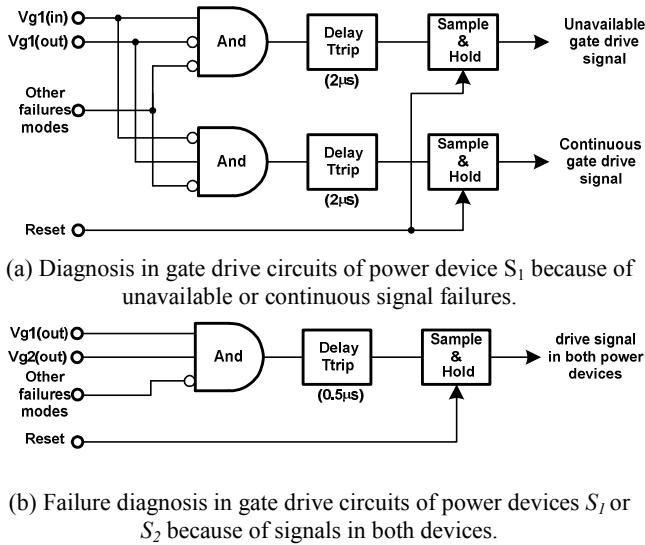 Vg1(in)
Vg1(out)
Other
failures
modes
Reset
And
And
Delay
Ttrip
(2µs)
Delay
Ttrip
(2µs)
Sample
&
Hold
Sample
&
Hold
Unavailable
gate drive
signal
Continuous
gate drive
signal
(a) Diagnosis in gate drive circuits of power device S₁ because of
unavailable or continuous signal failures.
Vg1(out)
Vg2(out)
Other
failures
modes
Reset
And
Delay
Ttrip
(0.5µs)
Sample
&
Hold
drive signal
in both power
devices
(b) Failure diagnosis in gate drive circuits of power devices S₁ or
S₂ because of signals in both devices.